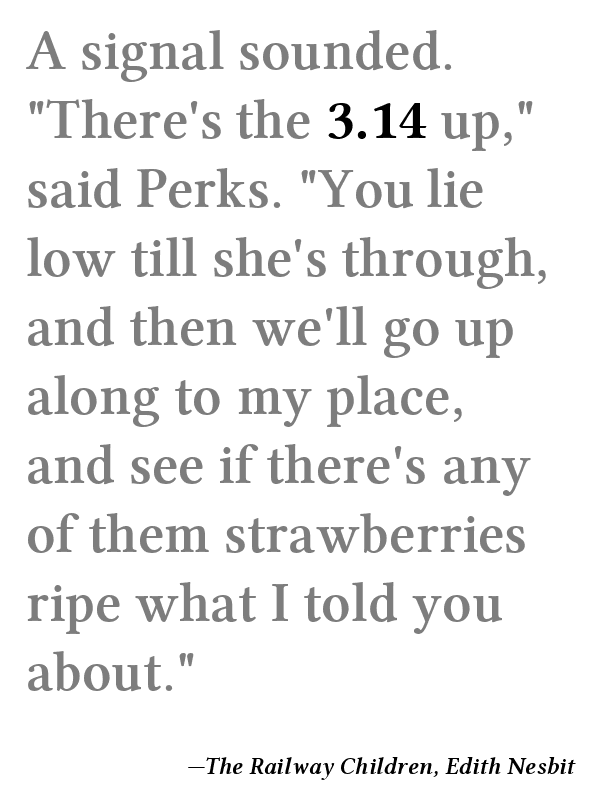 A signal sounded.
"There's the 3.14 up,"
said Perks. "You lie
low till she's through,
and then we'll go up
along to my place,
and see if there's any
of them strawberries
ripe what I told you
about."
—The Railway Children, Edith Nesbit